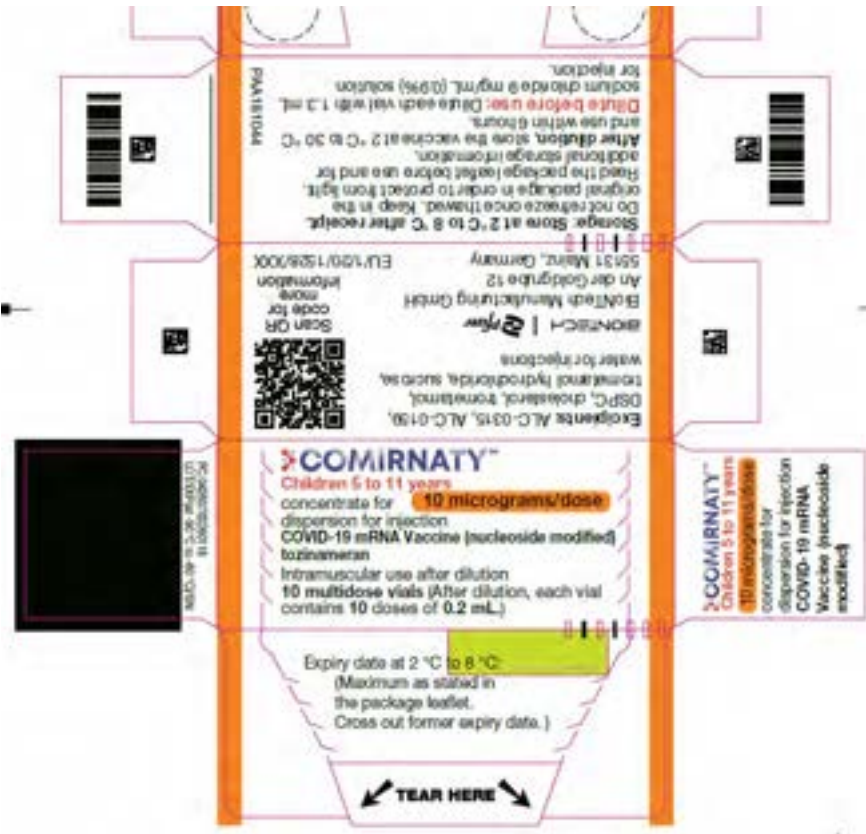 COMIRNATY™
Children 5 to 11 years
concentrate for 10 micrograms/dose
dispersion for injection
COVID-19 mRNA Vaccine (nucleoside modified)
tozinameran
Intramuscular use after dilution
10 multidose vials (After dilution, each vial
contains 10 doses of 0.2 mL.)
Expiry date at 2 °C to 8 °C:
(Maximum as stated in
the package leaflet.
Cross out former expiry date.)
TEAR HERE
COMIRNATY™
Children 5 to 11 years
10 micrograms/dose
concentrate for
dispersion for injection
COVID-19 mRNA
Vaccine (nucleoside
modified)
Excipients: ALC-0315, ALC-0159,
DSPC, cholesterol, trometamol,
trometamol hydrochloride, sucrose,
water for injections
BIONTECH | Pfizer
BioNTech Manufacturing GmbH
An der Goldgrube 12
55131 Mainz, Germany
Scan QR
code for
more
information
EU/1/20/1528/XXX
Storage: Store at 2 °C to 8 °C after receipt.
Do not refreeze once thawed. Keep in the
original package in order to protect from light.
Read the package leaflet before use and for
additional storage information.
After dilution, store the vaccine at 2 °C to 30 °C
and use within 6 hours.
Dilute before use: Dilute each vial with 1.3 mL
sodium chloride 9 mg/mL (0.9%) solution
for injection.
PAA181044